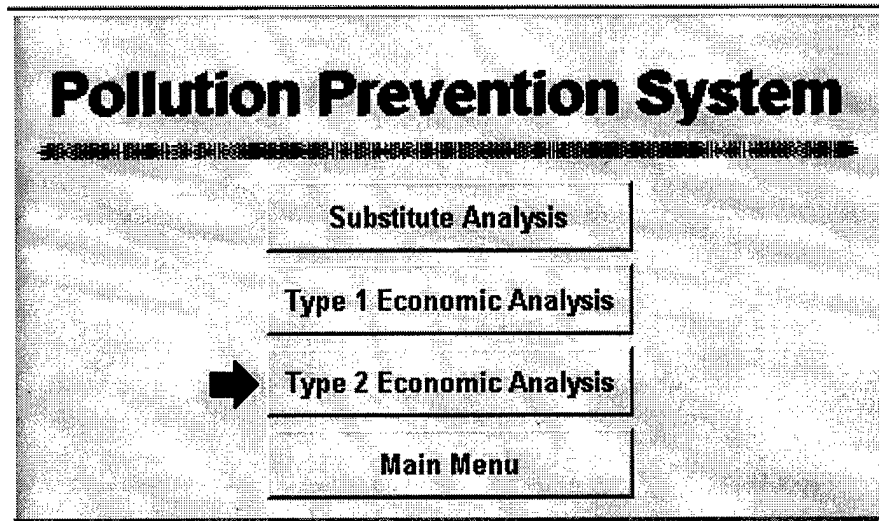 Pollution Prevention System
Substitute Analysis
Type 1 Economic Analysis
Type 2 Economic Analysis
Main Menu